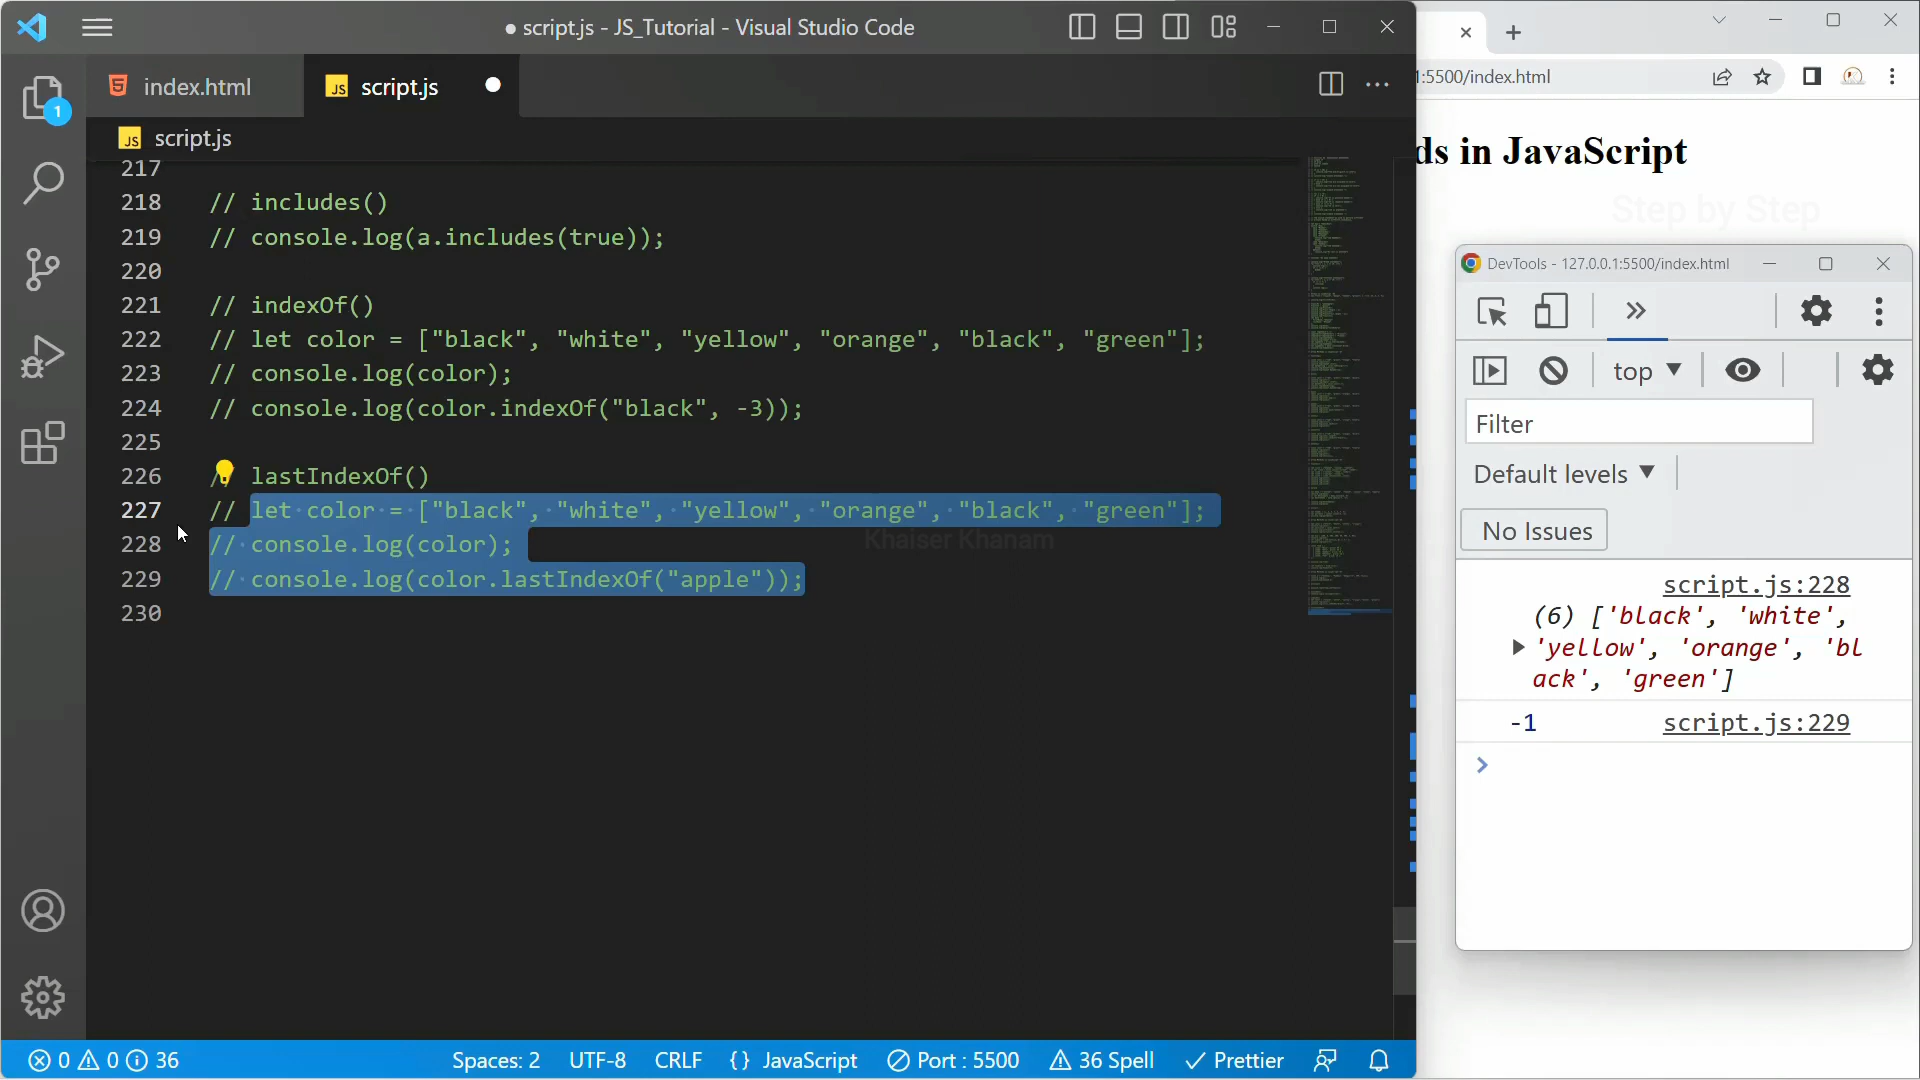 script.js - JS_Tutorial - Visual Studio Code
index.html
script.js
1
script.js
217
218 // includes()
219 // console.log(a.includes(true));
220
221 // indexOf()
222 // let color = ["black", "white", "yellow", "orange", "black", "green"];
223 // console.log(color);
224 // console.log(color.indexOf("black", -3));
225
226 lastIndexOf()
227 // let color = ["black", "white", "yellow", "orange", "black", "green"];
228 // console.log(color);
229 // console.log(color.lastIndexOf("apple"));
230
Khaiser Khanam
0 0 36 Spaces: 2 UTF-8 CRLF {} JavaScript Port : 5500 36 Spell Prettier
1:5500/index.html
ds in JavaScript
Step by Step
DevTools - 127.0.0.1:5500/index.html
top
Filter
Default levels
No Issues
script.js:228
(6) ['black', 'white',
'yellow', 'orange', 'bl
ack', 'green']
-1 script.js:229